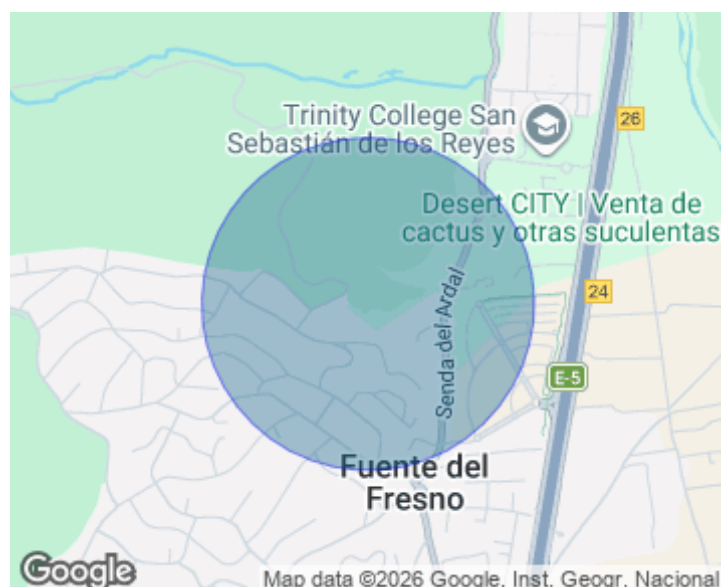 Trinity College San
Sebastián de los Reyes
26
Desert CITY | Venta de
cactus y otras suculentas
24
Senda del Ardal
E-5
Fuente del
Fresno
Google
Map data ©2026 Google, Inst. Geogr. Nacional